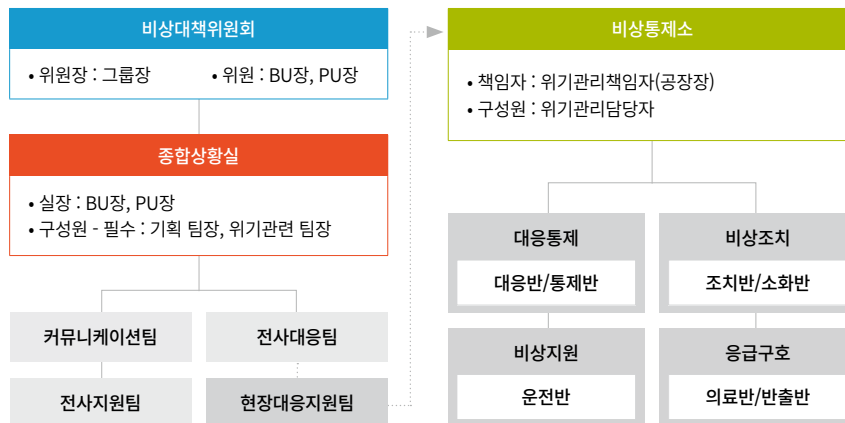 비상대책위원회
• 위원장 : 그룹장 • 위원 : BU장, PU장
종합상황실
• 실장 : BU장, PU장
• 구성원 - 필수 : 기획 팀장, 위기관련 팀장
커뮤니케이션팀
전사대응팀
전사지원팀
현장대응지원팀
비상통제소
• 책임자 : 위기관리책임자(공장장)
• 구성원 : 위기관리담당자
대응통제
대응반/통제반
비상조치
조치반/소화반
비상지원
운전반
응급구호
의료반/반출반